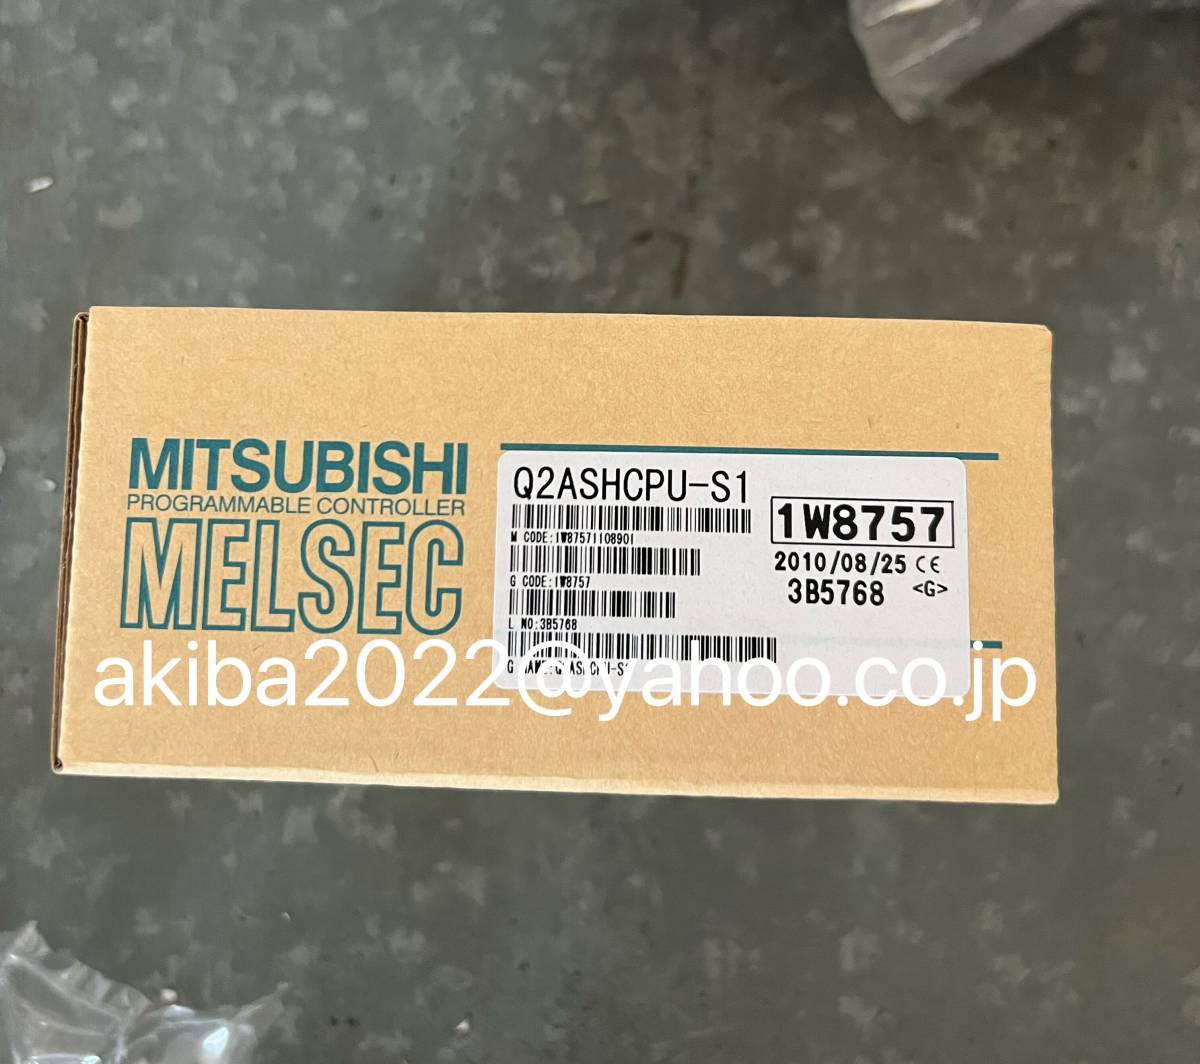 MITSUBISHI
PROGRAMMABLE CONTROLLER
MELSEC
Q2ASHCPU-S1
M CODE:1W87571108901
G CODE:1W8757
L NO:3B5768
1W8757
2010/08/25 CE
3B5768 <G>
akiba2022@yahoo.co.jp